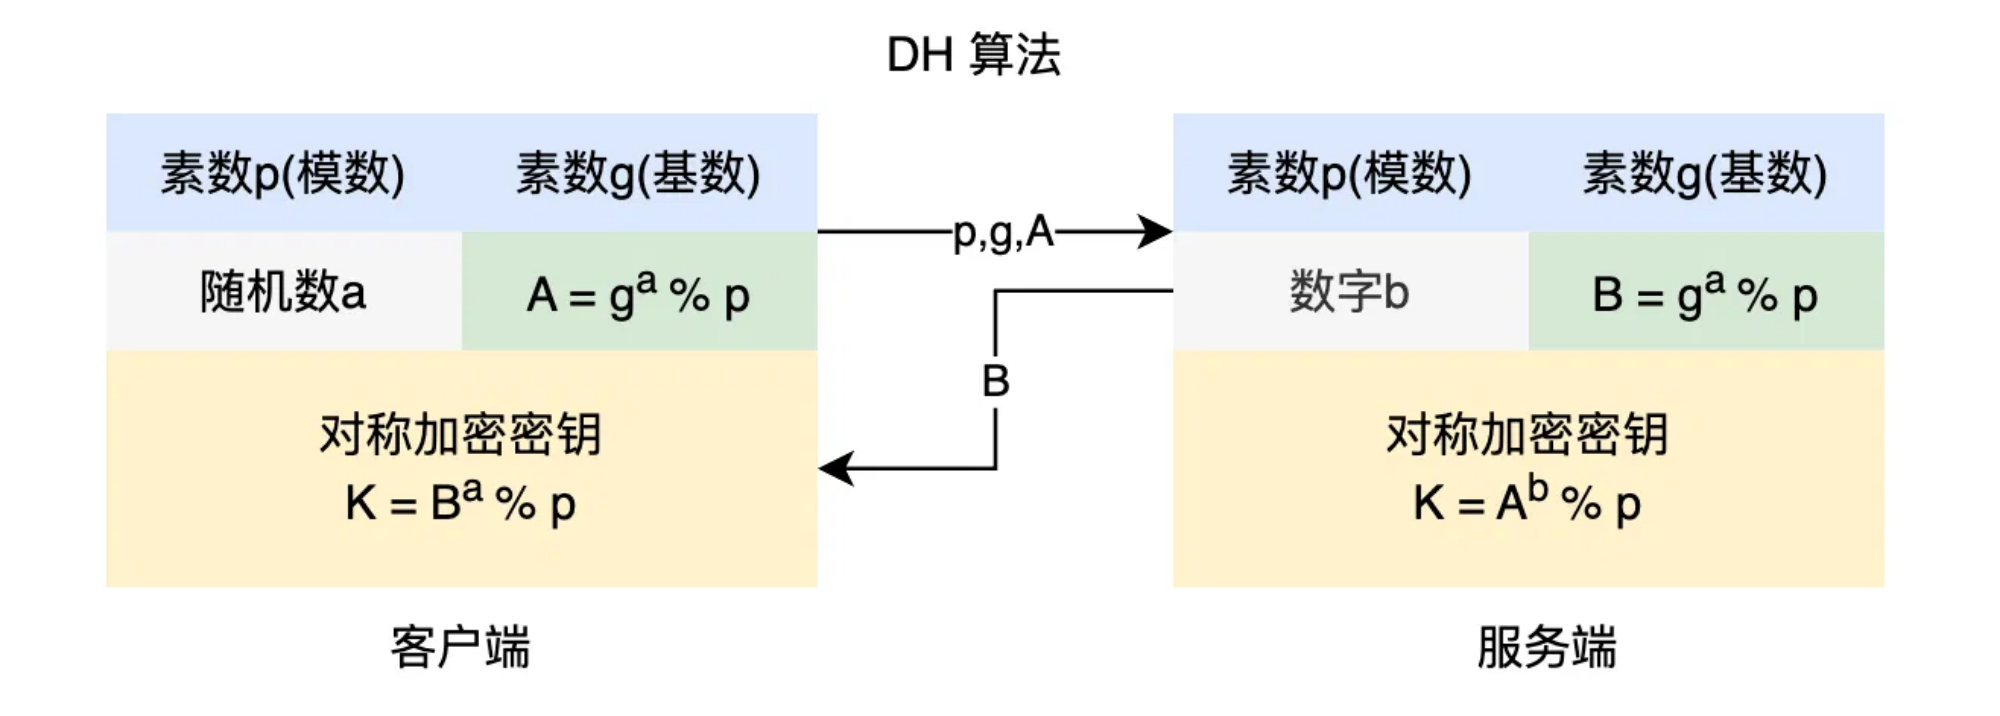 DH 算法
素数p(模数) 素数g(基数)
随机数a A = gᵃ % p
对称加密密钥
K = Bᵃ % p
客户端
p,g,A
B
素数p(模数) 素数g(基数)
数字b B = gᵃ % p
对称加密密钥
K = Aᵇ % p
服务端